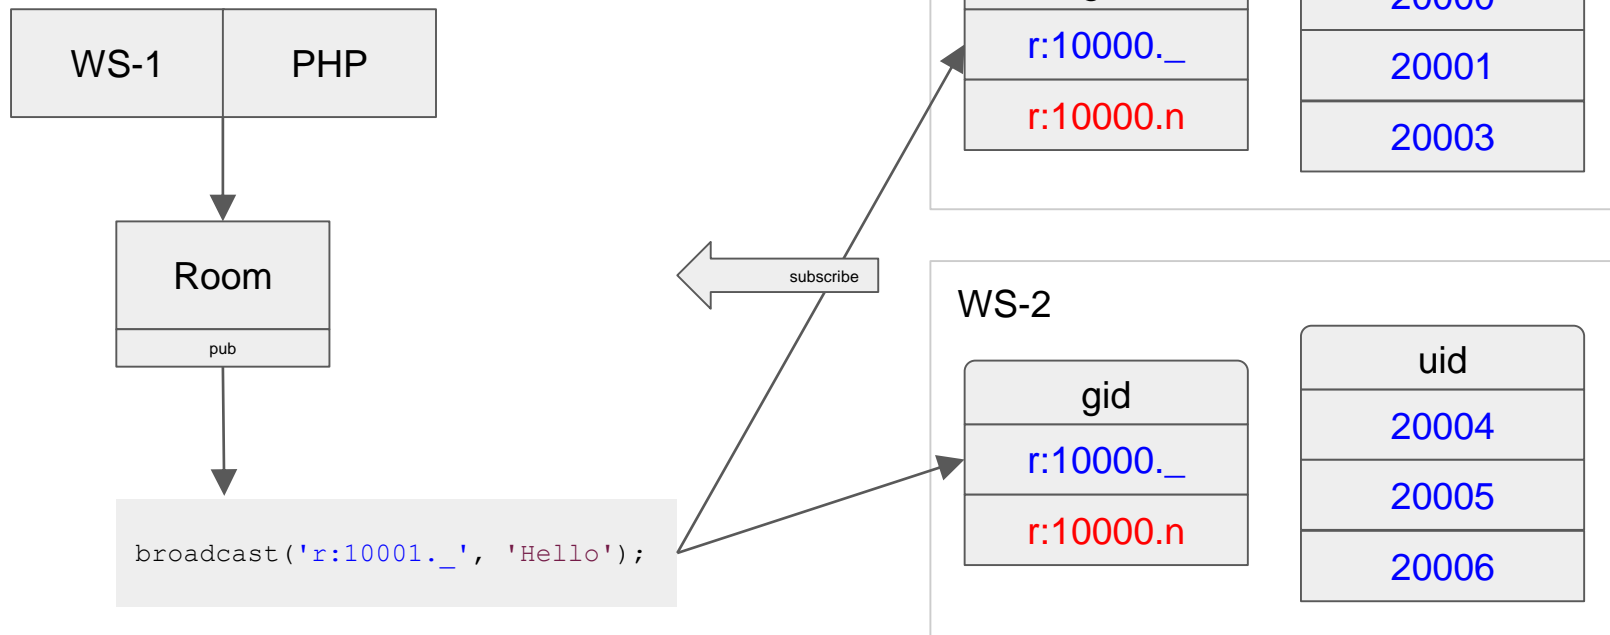 WS-1
PHP
Room
pub
broadcast('r:10001._', 'Hello');
subscribe
r:10000._
r:10000.n
20000
20001
20003
WS-2
gid
r:10000._
r:10000.n
uid
20004
20005
20006